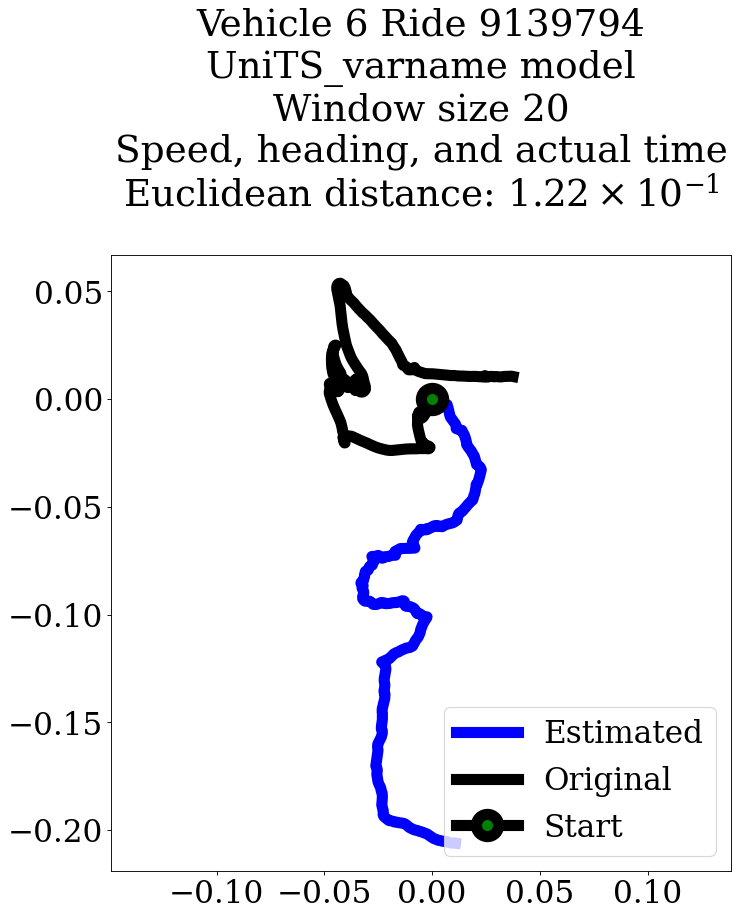 Vehicle 6 Ride 9139794
UniTS_varname model
Window size 20
Speed, heading, and actual time
Euclidean distance: 1.22 × 10⁻¹
0.05
0.00
−0.05
−0.10
−0.15
−0.20
Estimated
Original
Start
−0.10 −0.05 0.00 0.05 0.10